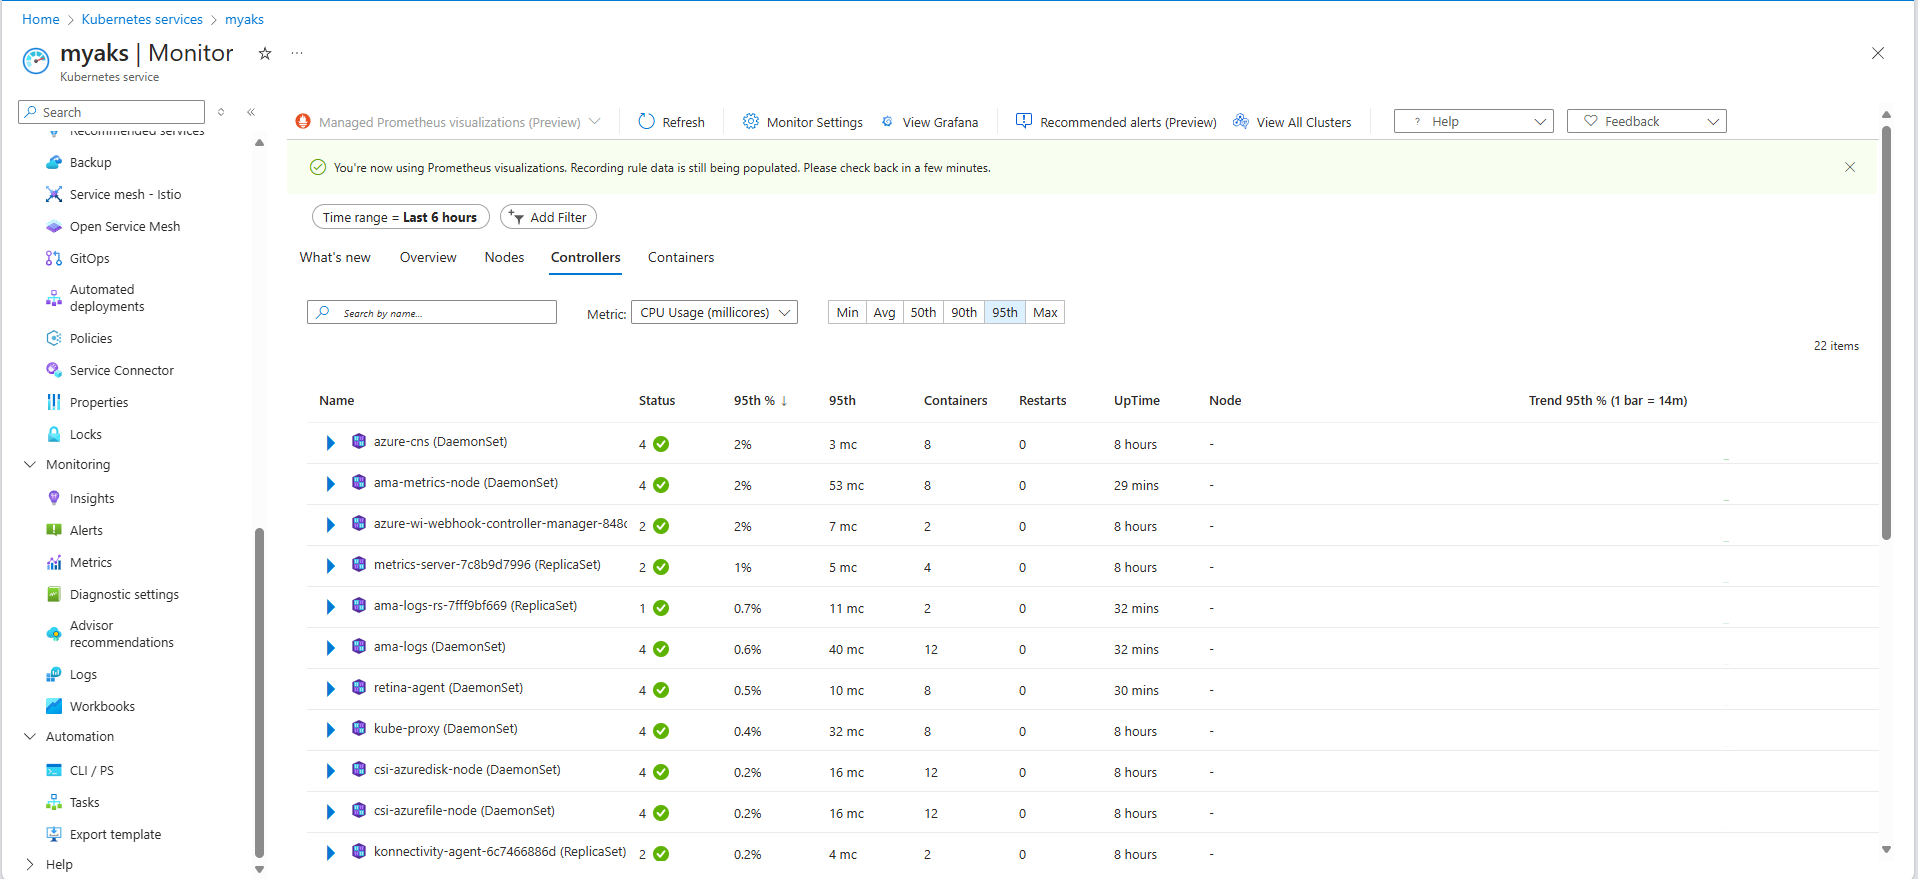 Home > Kubernetes services > myaks
myaks | Monitor
Kubernetes service
Search
Recommended services
Backup
Service mesh - Istio
Open Service Mesh
GitOps
Automated
deployments
Policies
Service Connector
Properties
Locks
Monitoring
Insights
Alerts
Metrics
Diagnostic settings
Advisor
recommendations
Logs
Workbooks
Automation
CLI / PS
Tasks
Export template
Help
Managed Prometheus visualizations (Preview) Refresh Monitor Settings View Grafana Recommended alerts (Preview) View All Clusters ? Help Feedback
You're now using Prometheus visualizations. Recording rule data is still being populated. Please check back in a few minutes.
Time range = Last 6 hours Add Filter
What's new Overview Nodes Controllers Containers
Search by name... Metric: CPU Usage (millicores) Min Avg 50th 90th 95th Max
22 items
Name Status 95th % ↓ 95th Containers Restarts UpTime Node Trend 95th % (1 bar = 14m)
azure-cns (DaemonSet) 4 2% 3 mc 8 0 8 hours -
ama-metrics-node (DaemonSet) 4 2% 53 mc 8 0 29 mins -
azure-wi-webhook-controller-manager-848c 2 2% 7 mc 2 0 8 hours -
metrics-server-7c8b9d7996 (ReplicaSet) 2 1% 5 mc 4 0 8 hours -
ama-logs-rs-7fff9bf669 (ReplicaSet) 1 0.7% 11 mc 2 0 32 mins -
ama-logs (DaemonSet) 4 0.6% 40 mc 12 0 32 mins -
retina-agent (DaemonSet) 4 0.5% 10 mc 8 0 30 mins -
kube-proxy (DaemonSet) 4 0.4% 32 mc 8 0 8 hours -
csi-azuredisk-node (DaemonSet) 4 0.2% 16 mc 12 0 8 hours -
csi-azurefile-node (DaemonSet) 4 0.2% 16 mc 12 0 8 hours -
konnectivity-agent-6c7466886d (ReplicaSet) 2 0.2% 4 mc 2 0 8 hours -